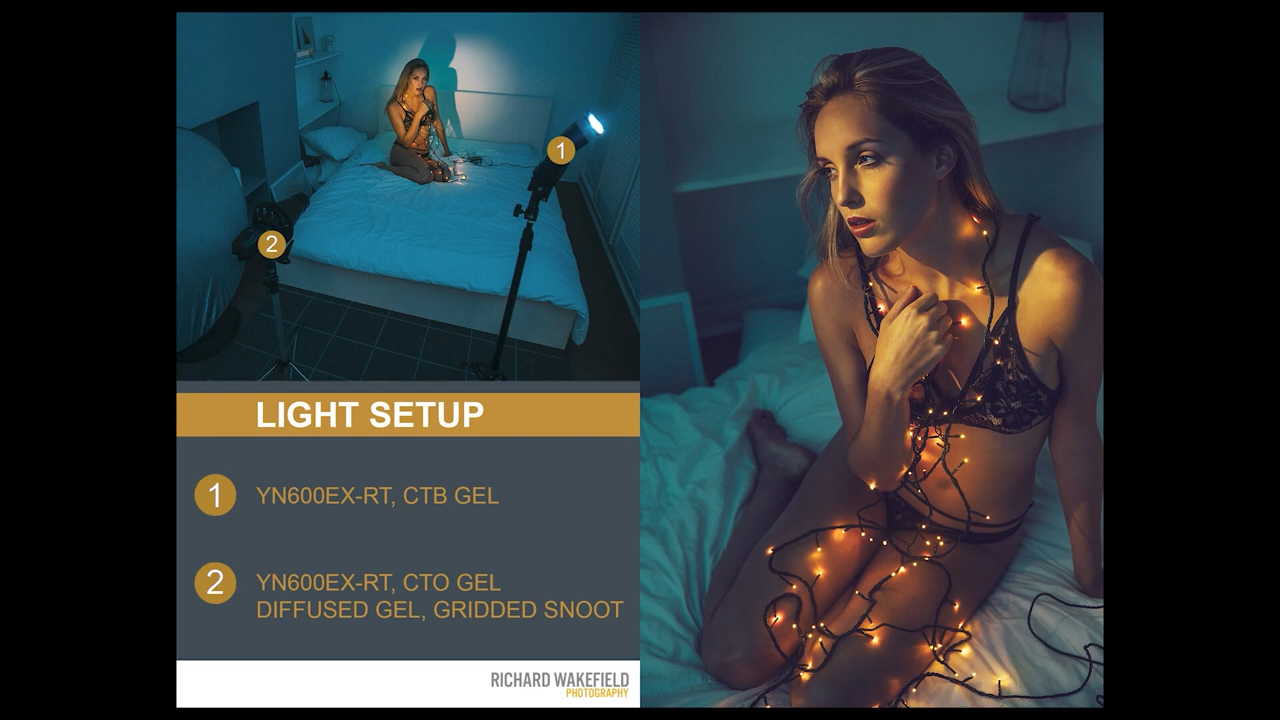 1
2
LIGHT SETUP
1 YN600EX-RT, CTB GEL
2 YN600EX-RT, CTO GEL
DIFFUSED GEL, GRIDDED SNOOT
RICHARD WAKEFIELD
PHOTOGRAPHY